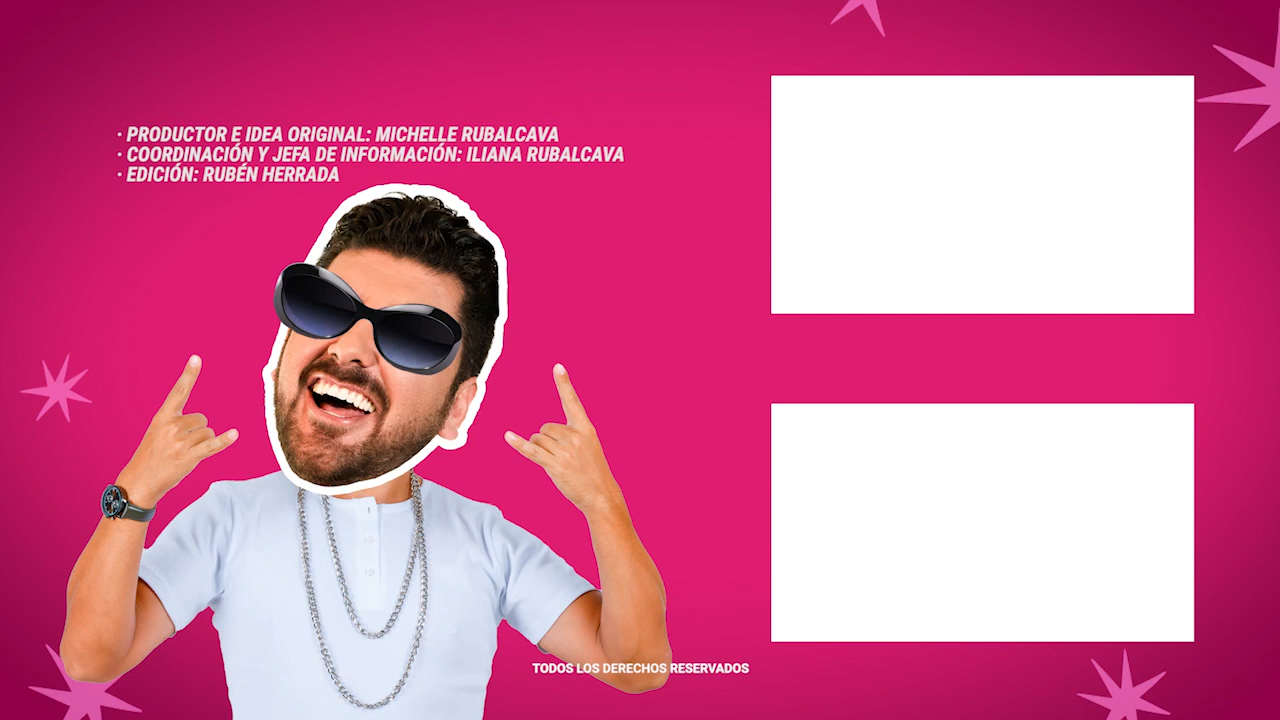 · PRODUCTOR E IDEA ORIGINAL: MICHELLE RUBALCAVA
· COORDINACIÓN Y JEFA DE INFORMACIÓN: ILIANA RUBALCAVA
· EDICIÓN: RUBÉN HERRADA
TODOS LOS DERECHOS RESERVADOS